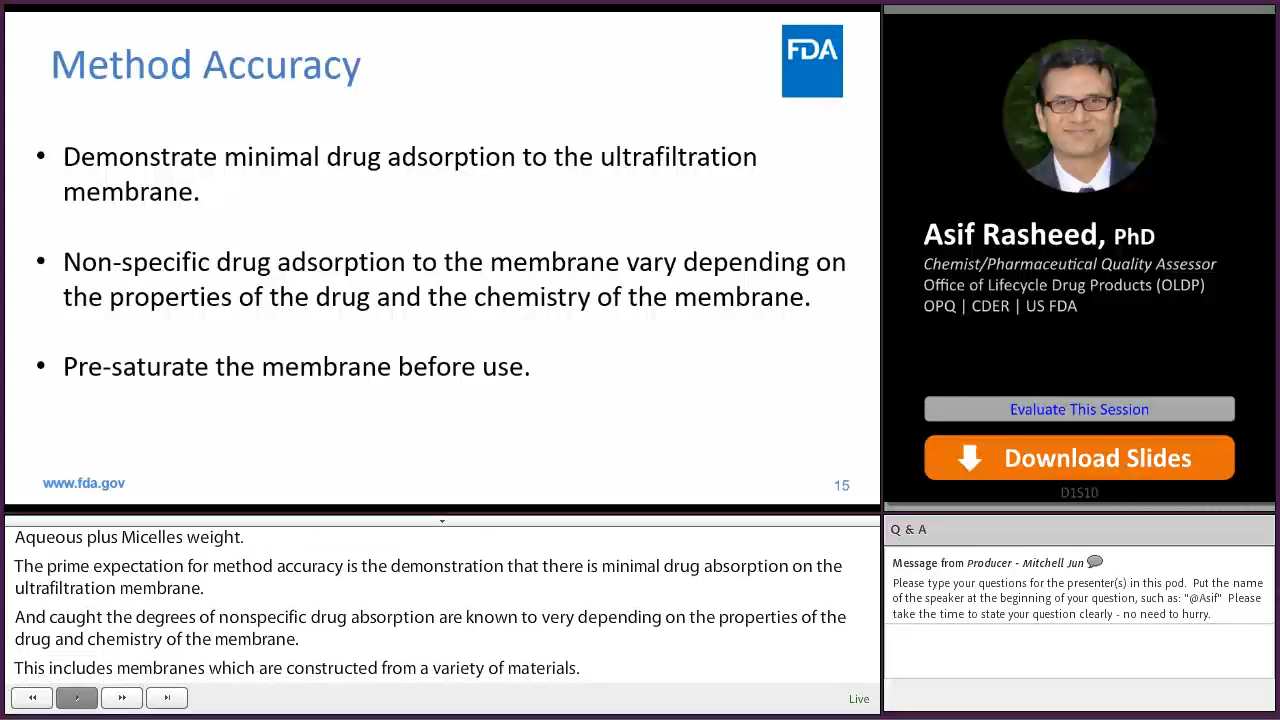 Method Accuracy
FDA
• Demonstrate minimal drug adsorption to the ultrafiltration
membrane.
• Non-specific drug adsorption to the membrane vary depending on
the properties of the drug and the chemistry of the membrane.
• Pre-saturate the membrane before use.
www.fda.gov
15
Asif Rasheed, PhD
Chemist/Pharmaceutical Quality Assessor
Office of Lifecycle Drug Products (OLDP)
OPQ | CDER | US FDA
Evaluate This Session
Download Slides
D1S10
Aqueous plus Micelles weight.
The prime expectation for method accuracy is the demonstration that there is minimal drug absorption on the
ultrafiltration membrane.
And caught the degrees of nonspecific drug absorption are known to very depending on the properties of the
drug and chemistry of the membrane.
This includes membranes which are constructed from a variety of materials.
Live
Q & A
Message from Producer - Mitchell Jun
Please type your questions for the presenter(s) in this pod.  Put the name
of the speaker at the beginning of your question, such as: "@Asif"  Please
take the time to state your question clearly - no need to hurry.